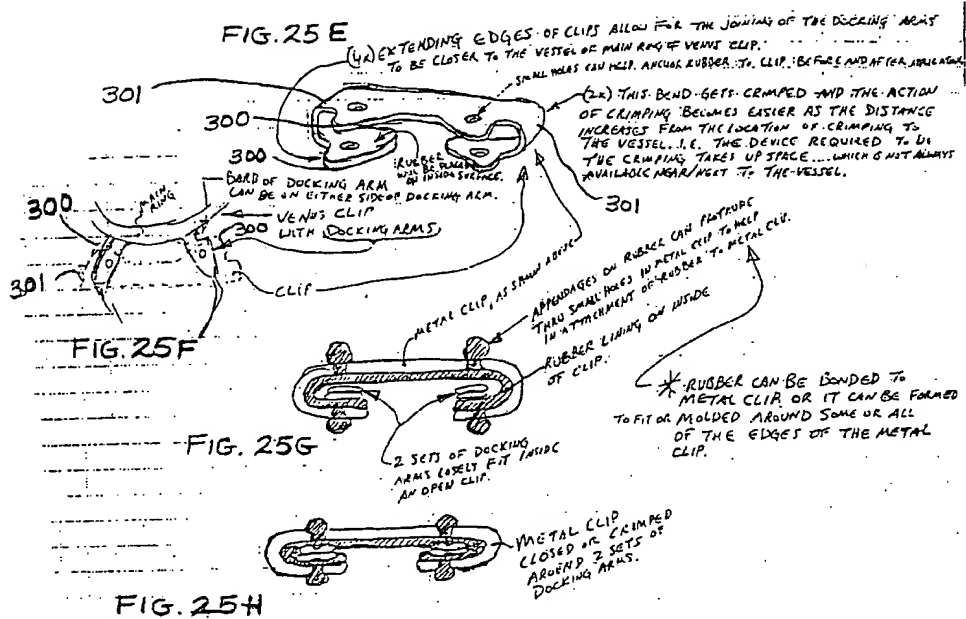 FIG. 25 E
(4x) EXTENDING EDGES OF CLIPS ALLOW FOR THE JOINING OF THE DOCKING ARMS
TO BE CLOSER TO THE VESSEL OF MAIN RING OF VENUS CLIP.
SMALL HOLES CAN HELP ANCHOR RUBBER TO CLIP BEFORE AND AFTER
301
(2x) THIS BEND GETS CRIMPED AND THE ACTION
OF CRIMPING BECOMES EASIER AS THE DISTANCE
INCREASES FROM THE LOCATION OF CRIMPING TO
THE VESSEL. I.E. THE DEVICE REQUIRED TO DO
THE CRIMPING TAKES UP SPACE.... WHICH IS NOT ALWAYS
AVAILABLE NEAR/NEXT TO THE VESSEL.
300
300
RUBBER
WILL BE PLACED
ON INSIDE SURFACE.
301
BARB OF DOCKING ARM
CAN BE ON EITHER SIDE OF DOCKING ARM.
MAIN
RING
300
VENUS CLIP
WITH DOCKING ARMS
300
301
CLIP
FIG. 25F
METAL CLIP, AS SHOWN ABOVE
APPENDAGES ON RUBBER CAN PROTRUDE
THRU SMALL HOLES IN METAL CLIP TO HELP
IN ATTACHMENT OF RUBBER TO METAL CLIP.
RUBBER LINING ON INSIDE
OF CLIP.
* RUBBER CAN BE BONDED TO
METAL CLIP OR IT CAN BE FORMED
TO FIT OR MOLDED AROUND SOME OR ALL
OF THE EDGES OF THE METAL
CLIP.
FIG. 25G
2 SETS OF DOCKING
ARMS LOSELY FIT INSIDE
AN OPEN CLIP.
METAL CLIP
CLOSED OR CRIMPED
AROUND 2 SETS OF
DOCKING ARMS.
FIG. 25H